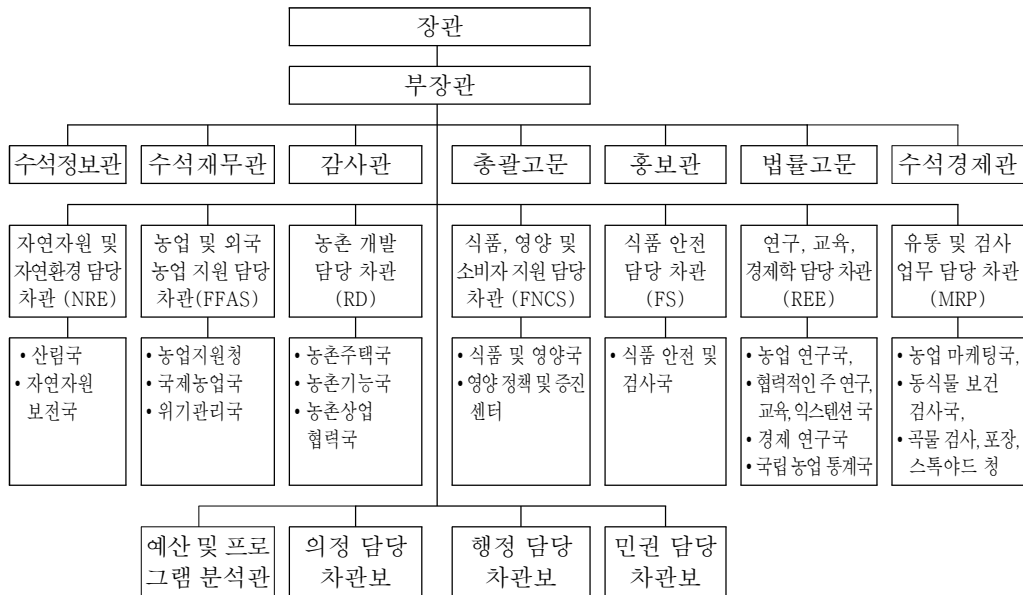 장관
부장관
수석정보관
수석재무관
감사관
총괄고문
홍보관
법률고문
수석경제관
자연자원 및
자연환경 담당
차관 (NRE)
농업 및 외국
농업 지원 담당
차관(FFAS)
농촌 개발
담당 차관
(RD)
식품, 영양 및
소비자 지원 담당
차관 (FNCS)
식품 안전
담당 차관
(FS)
연구, 교육,
경제학 담당 차관
(REE)
유통 및 검사
업무 담당 차관
(MRP)
• 산림국
• 자연자원
보전국
• 농업지원청
• 국제농업국
• 위기관리국
• 농촌주택국
• 농촌기능국
• 농촌상업
협력국
• 식품 및 영양국
• 영양 정책 및 증진
센터
• 식품 안전 및
검사국
• 농업 연구국,
• 협력적인 주 연구,
교육, 익스텐션 국
• 경제 연구국
• 국립 농업 통계국
• 농업 마케팅국,
• 동식물 보건
검사국,
• 곡물 검사, 포장,
스톡야드 청
예산 및 프로
그램 분석관
의정 담당
차관보
행정 담당
차관보
민권 담당
차관보